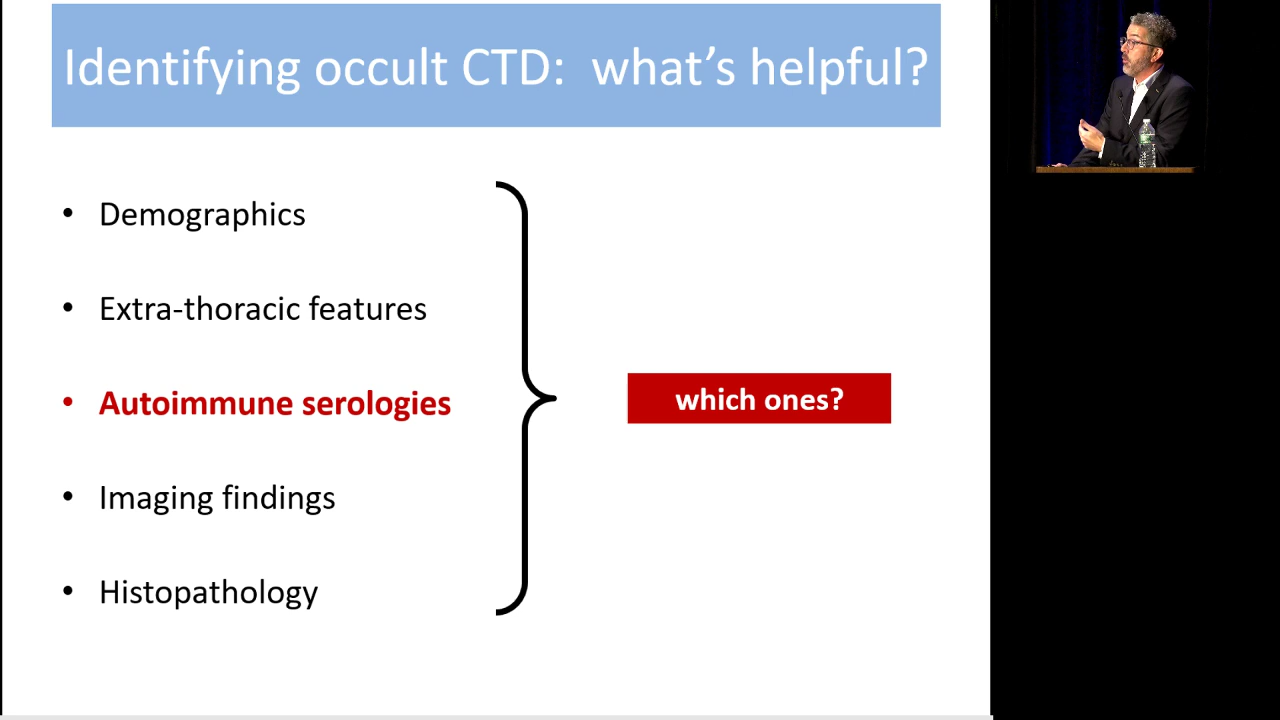 Identifying occult CTD: what's helpful?
• Demographics
• Extra-thoracic features
• Autoimmune serologies
which ones?
• Imaging findings
• Histopathology